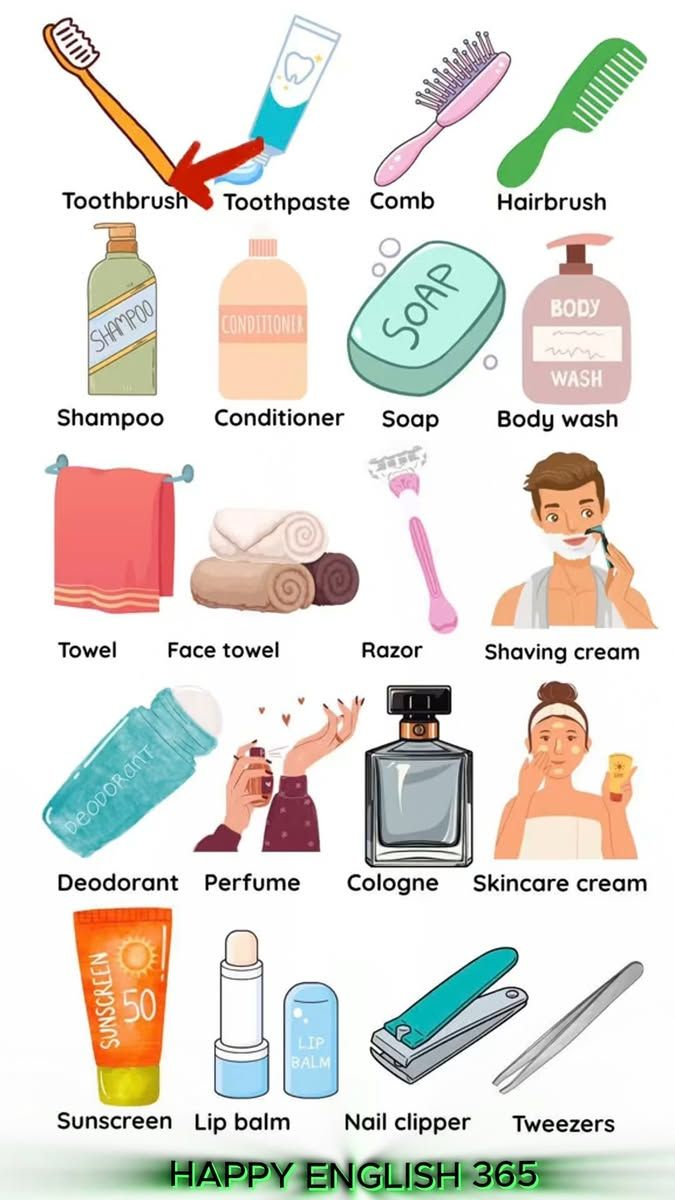 Toothbrush Toothpaste Comb Hairbrush
SHAMPOO
CONDITIONER
SOAP
BODY
WASH
Shampoo Conditioner Soap Body wash
Towel Face towel Razor Shaving cream
DEODORANT
Deodorant Perfume Cologne Skincare cream
SUNSCREEN
50
LIP
BALM
Sunscreen Lip balm Nail clipper Tweezers
HAPPY ENGLISH 365